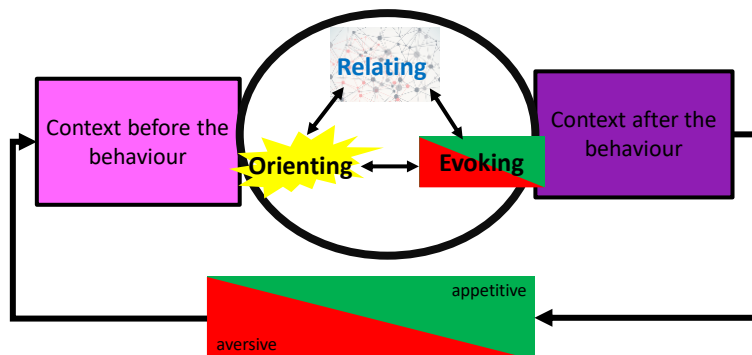 Relating
Context before the
behaviour
Context after the
behaviour
Orienting
Evoking
appetitive
aversive